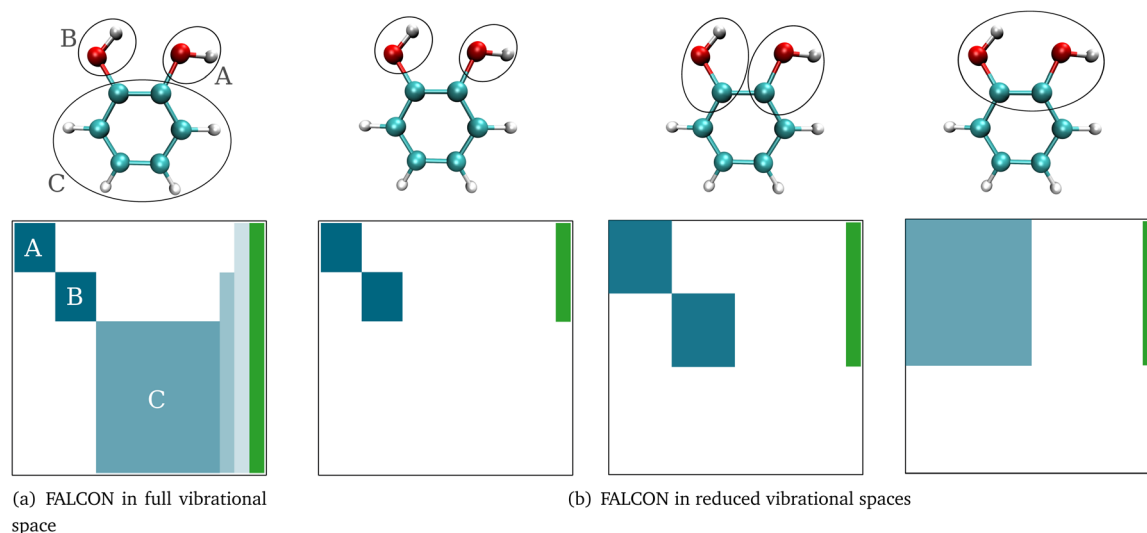 B
A
C
A
B
C
(a) FALCON in full vibrational
space
(b) FALCON in reduced vibrational spaces